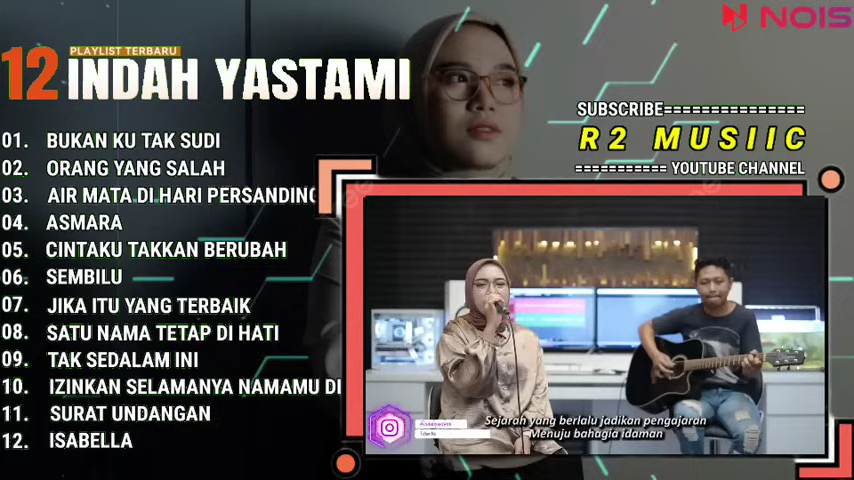 NOIS
PLAYLIST TERBARU
12 INDAH YASTAMI
SUBSCRIBE===============
R2 MUSIIC
=========== YOUTUBE CHANNEL
01. BUKAN KU TAK SUDI
02. ORANG YANG SALAH
03. AIR MATA DI HARI PERSANDING
04. ASMARA
05. CINTAKU TAKKAN BERUBAH
06. SEMBILU
07. JIKA ITU YANG TERBAIK
08. SATU NAMA TETAP DI HATI
09. TAK SEDALAM INI
10. IZINKAN SELAMANYA NAMAMU DI
11. SURAT UNDANGAN
12. ISABELLA
Sejarah yang berlalu jadikan pengajaran
Menuju bahagia idaman